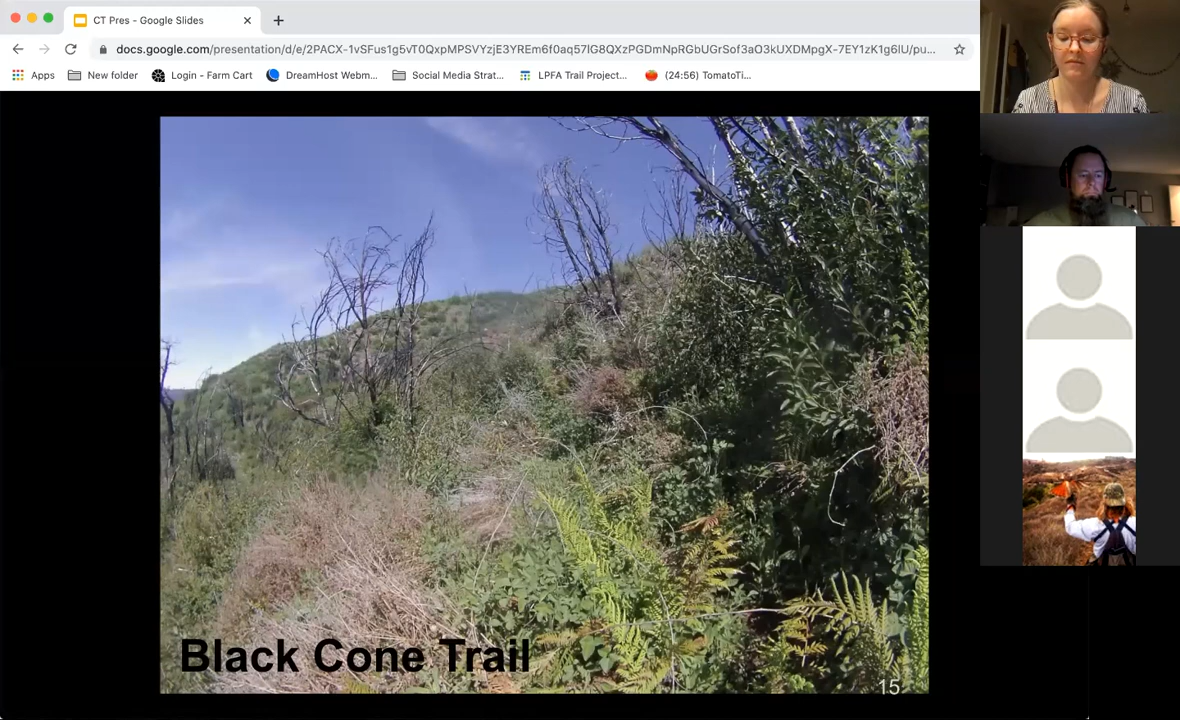 CT Pres - Google Slides
docs.google.com/presentation/d/e/2PACX-1vSFus1g5vT0QxpMPSVYzjE3YREm6f0aq57IG8QXzPGDmNpRGbUGrSof3aO3kUXDMpgX-7EY1zK1g6lU/pu...
Apps New folder Login - Farm Cart DreamHost Webm... Social Media Strat... LPFA Trail Project... (24:56) TomatoTi...
Black Cone Trail
15